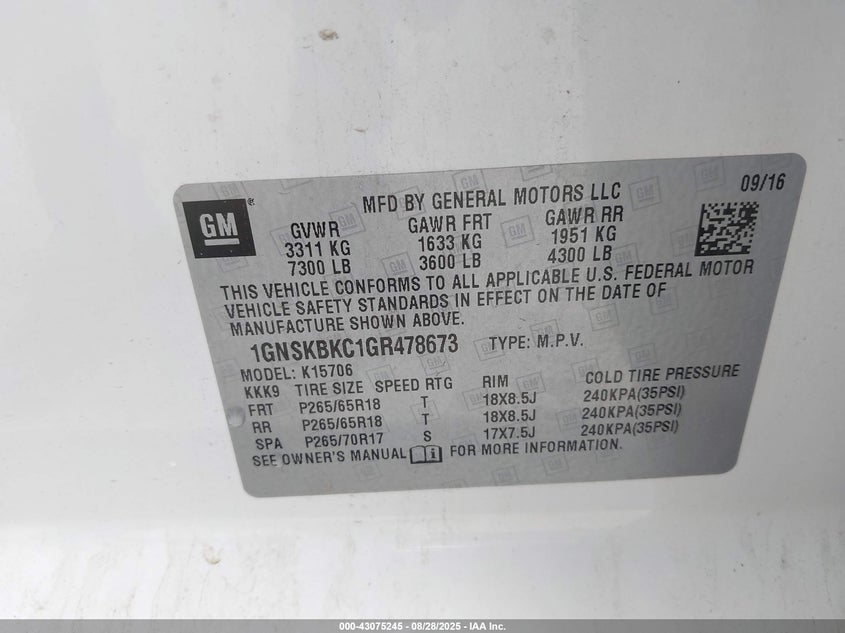 GM
®
MFD BY GENERAL MOTORS LLC
09/16
GVWR GAWR FRT GAWR RR
3311 KG 1633 KG 1951 KG
7300 LB 3600 LB 4300 LB
THIS VEHICLE CONFORMS TO ALL APPLICABLE U.S. FEDERAL MOTOR
VEHICLE SAFETY STANDARDS IN EFFECT ON THE DATE OF
MANUFACTURE SHOWN ABOVE.
1GNSKBKC1GR478673 TYPE: M.P.V.
MODEL: K15706
KKK9 TIRE SIZE SPEED RTG RIM COLD TIRE PRESSURE
FRT P265/65R18 T 18X8.5J 240KPA(35PSI)
RR P265/65R18 T 18X8.5J 240KPA(35PSI)
SPA P265/70R17 S 17X7.5J 240KPA(35PSI)
SEE OWNER'S MANUAL i FOR MORE INFORMATION.
000-43075245 - 08/28/2025 - IAA Inc.